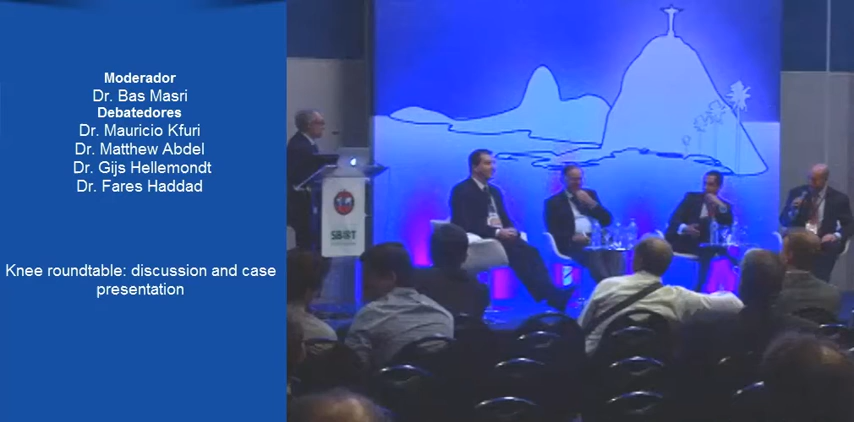 Moderador
Dr. Bas Masri
Debatedores
Dr. Mauricio Kfuri
Dr. Matthew Abdel
Dr. Gijs Hellemondt
Dr. Fares Haddad
Knee roundtable: discussion and case
presentation
SBOT